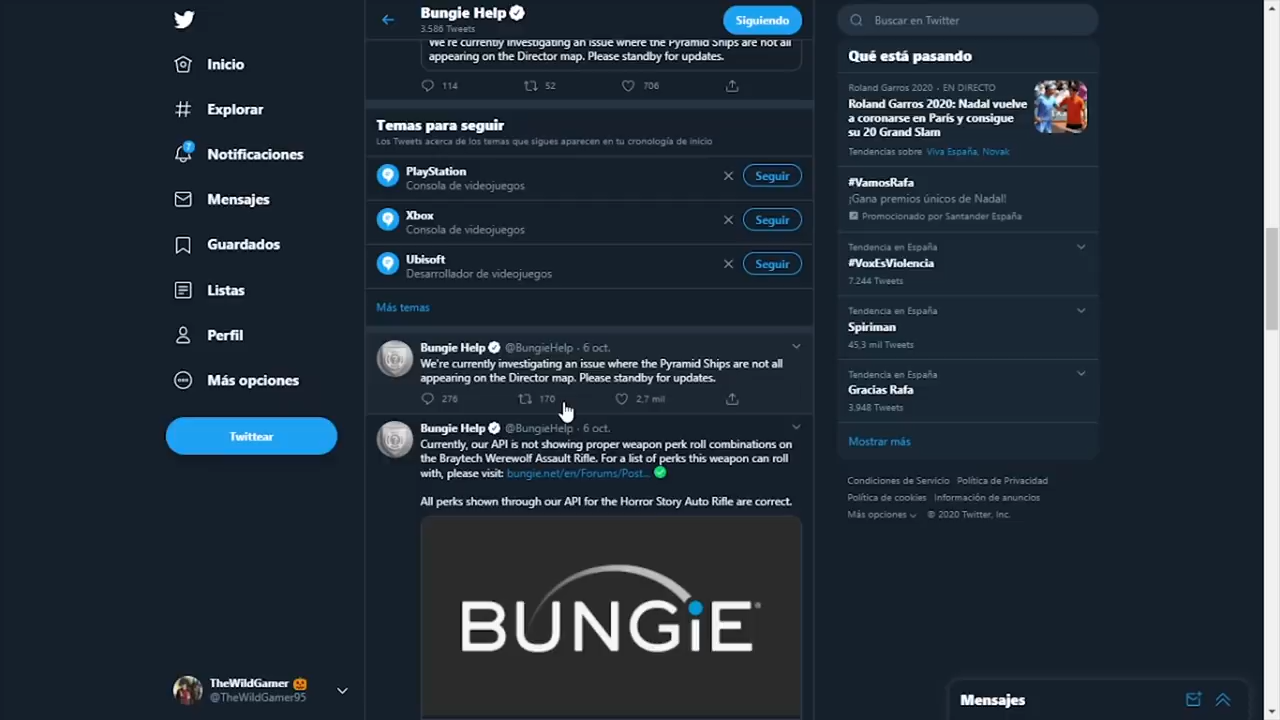 Inicio
Explorar
7
Notificaciones
Mensajes
Guardados
Listas
Perfil
Más opciones
Twittear
TheWildGamer
@TheWildGamer95
Bungie Help
3.586 Tweets
Siguiendo
We're currently investigating an issue where the Pyramid Ships are not all
appearing on the Director map. Please standby for updates.
114 52 706
Temas para seguir
Los Tweets acerca de los temas que sigues aparecen en tu cronología de inicio
PlayStation
Consola de videojuegos
Seguir
Xbox
Consola de videojuegos
Seguir
Ubisoft
Desarrollador de videojuegos
Seguir
Más temas
Bungie Help @BungieHelp · 6 oct.
We're currently investigating an issue where the Pyramid Ships are not all
appearing on the Director map. Please standby for updates.
276 170 2,7 mil
Bungie Help @BungieHelp · 6 oct.
Currently, our API is not showing proper weapon perk roll combinations on
the Braytech Werewolf Assault Rifle. For a list of perks this weapon can roll
with, please visit: bungie.net/en/Forums/Post...
All perks shown through our API for the Horror Story Auto Rifle are correct.
BUNGiE
Buscar en Twitter
Qué está pasando
Roland Garros 2020 · EN DIRECTO
Roland Garros 2020: Nadal vuelve
a coronarse en París y consigue
su 20 Grand Slam
Tendencias sobre Viva España, Novak
#VamosRafa
¡Gana premios únicos de Nadal!
Promocionado por Santander España
Tendencia en España
#VoxEsViolencia
7.244 Tweets
Tendencia en España
Spiriman
45,3 mil Tweets
Tendencia en España
Gracias Rafa
3.948 Tweets
Mostrar más
Condiciones de Servicio Política de Privacidad
Política de cookies Información de anuncios
Más opciones © 2020 Twitter, Inc.
Mensajes